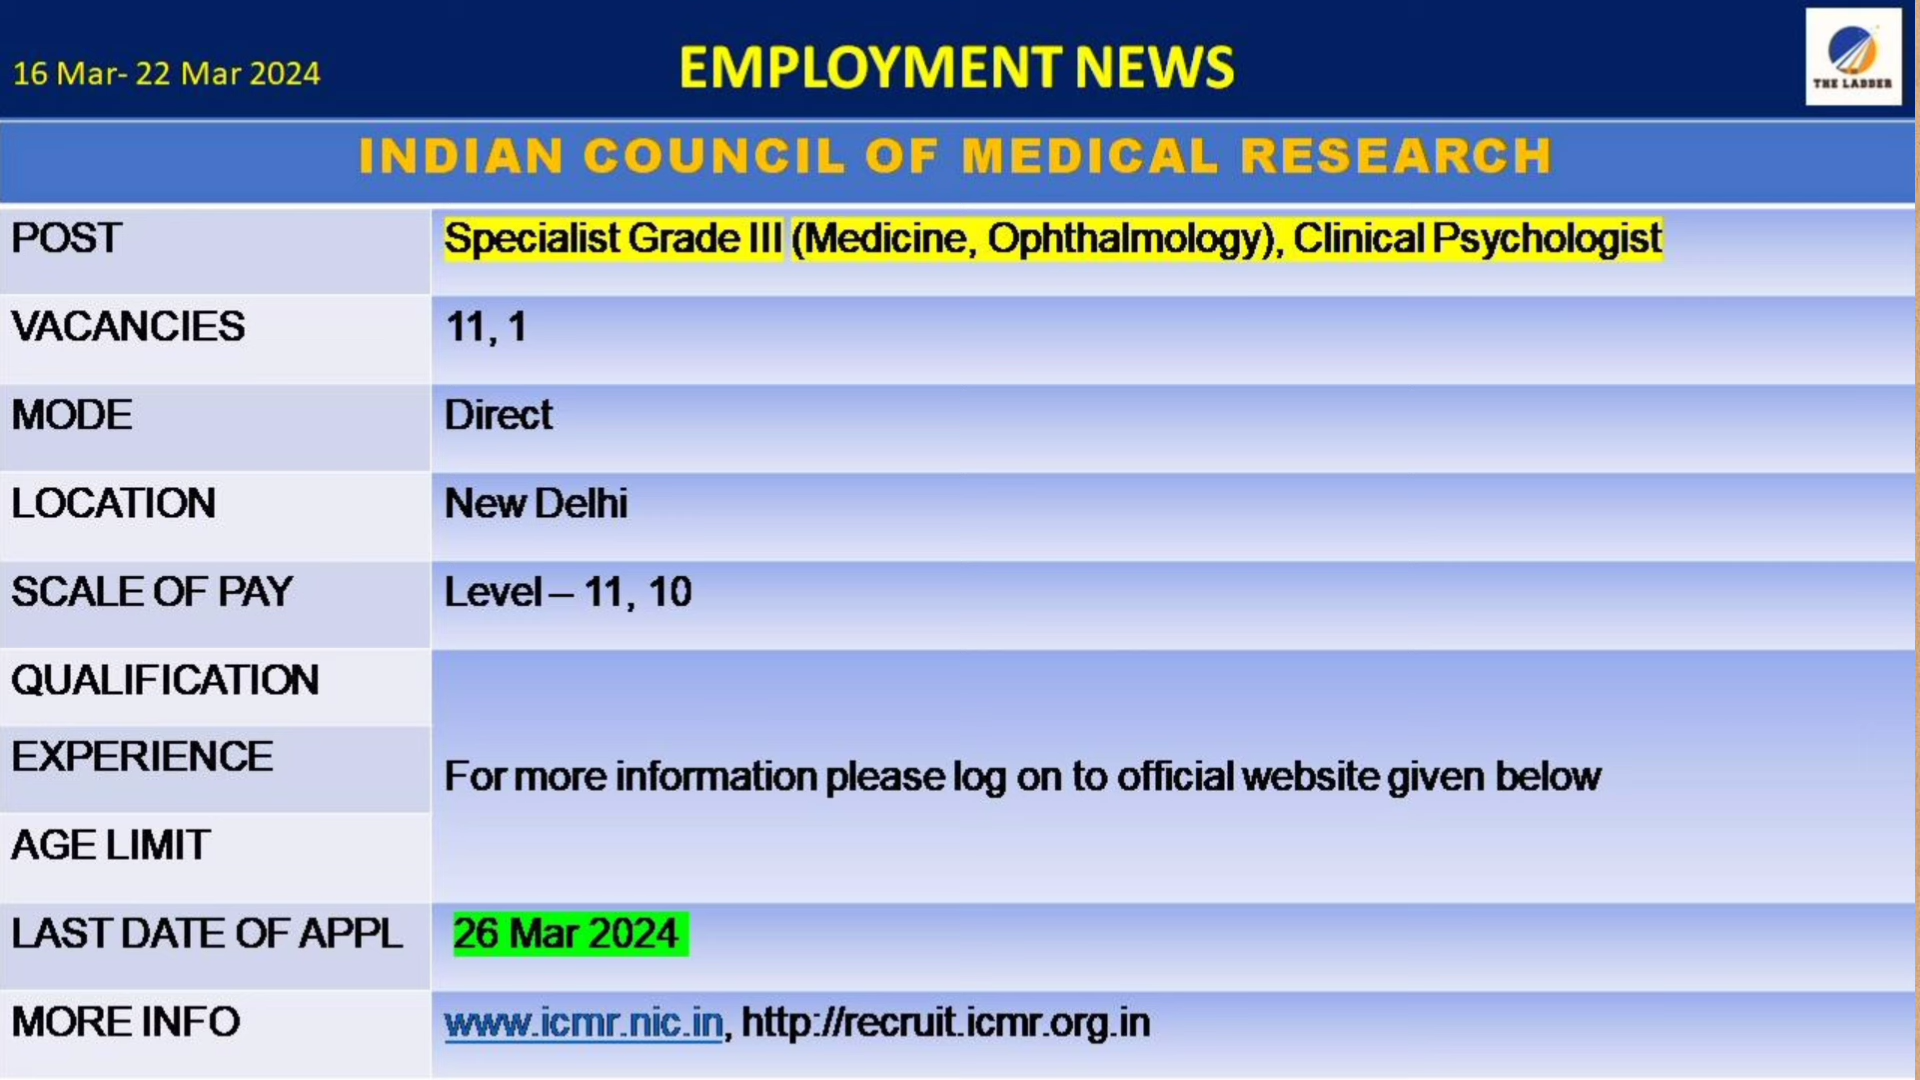 16 Mar- 22 Mar 2024
EMPLOYMENT NEWS
THE LADDER
INDIAN COUNCIL OF MEDICAL RESEARCH
POST Specialist Grade III (Medicine, Ophthalmology), Clinical Psychologist
VACANCIES 11, 1
MODE Direct
LOCATION New Delhi
SCALE OF PAY Level – 11, 10
QUALIFICATION
EXPERIENCE
For more information please log on to official website given below
AGE LIMIT
LAST DATE OF APPL 26 Mar 2024
MORE INFO www.icmr.nic.in, http://recruit.icmr.org.in